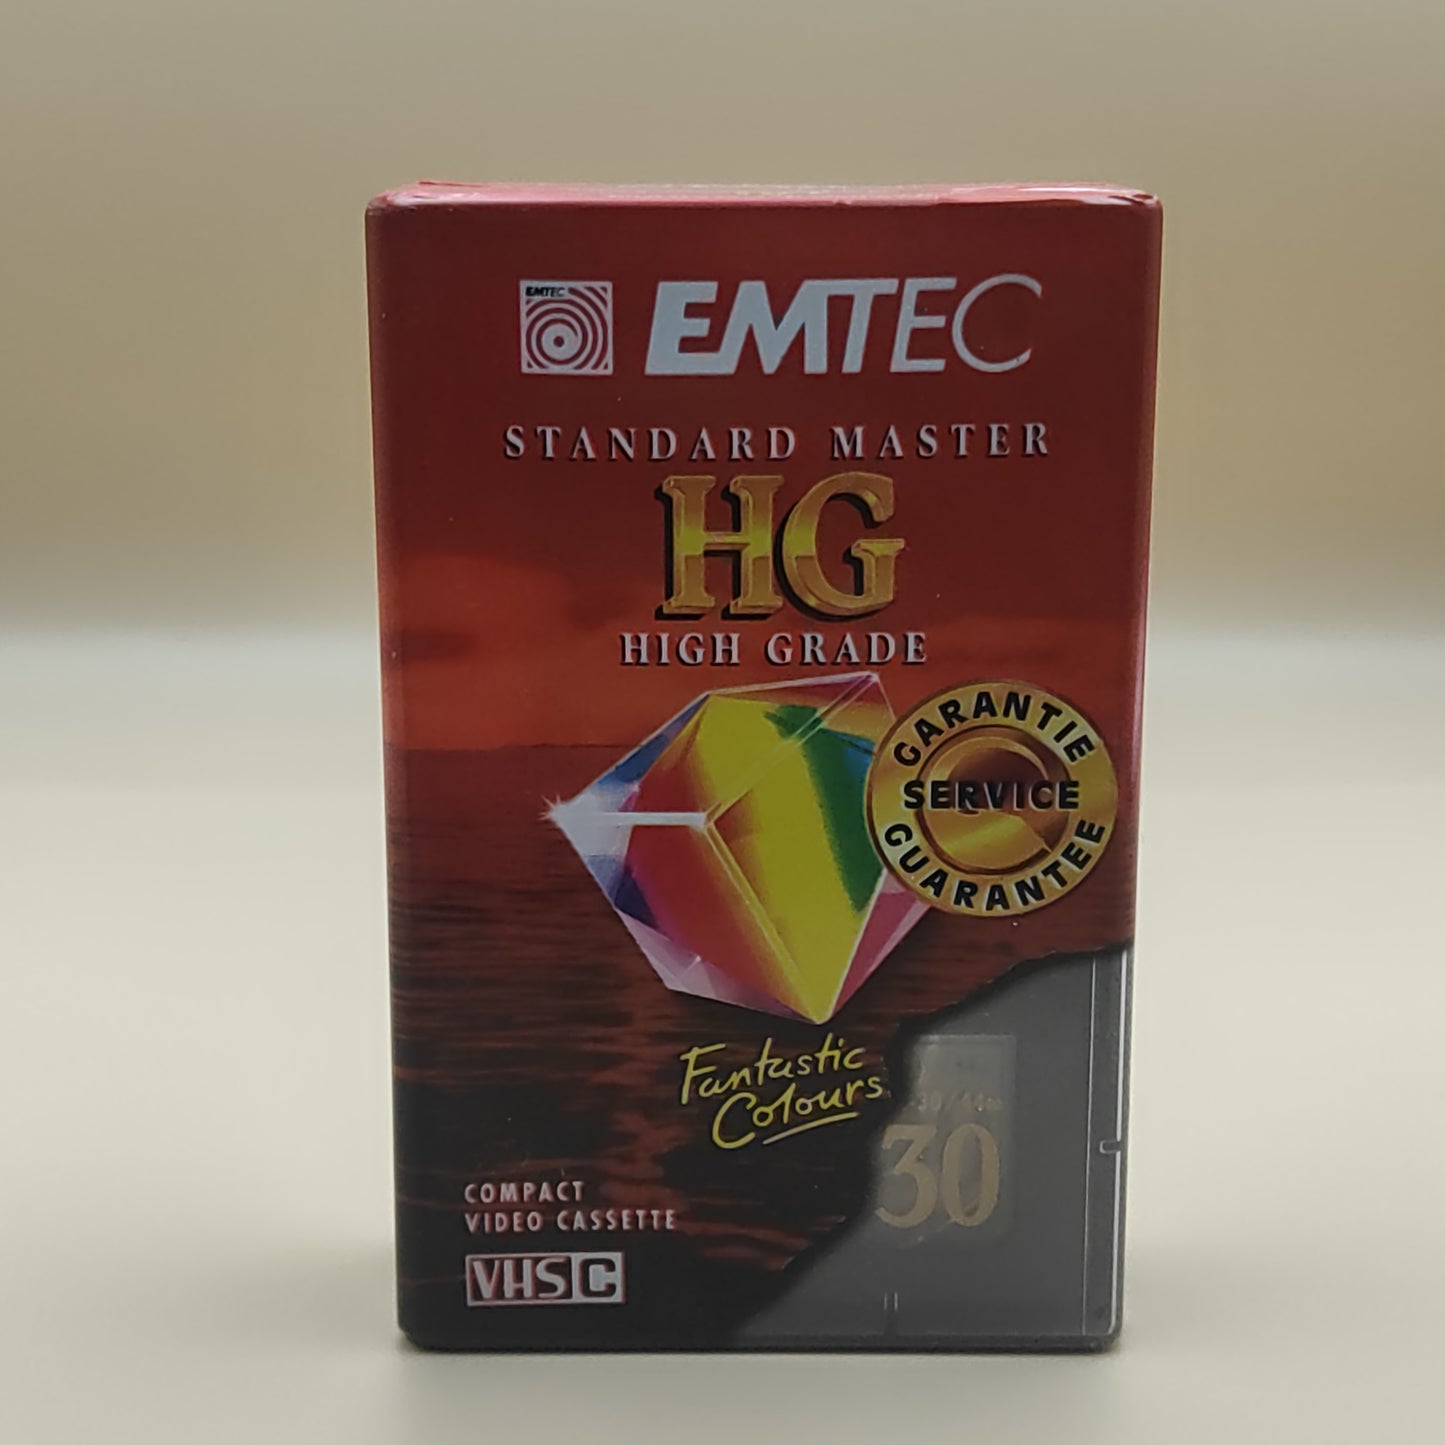 EMTEC
EMTEC
STANDARD MASTER
HG
HIGH GRADE
GARANTIE
SERVICE
GUARANTEE
Fantastic
Colours
30
COMPACT
VIDEO CASSETTE
VHS C